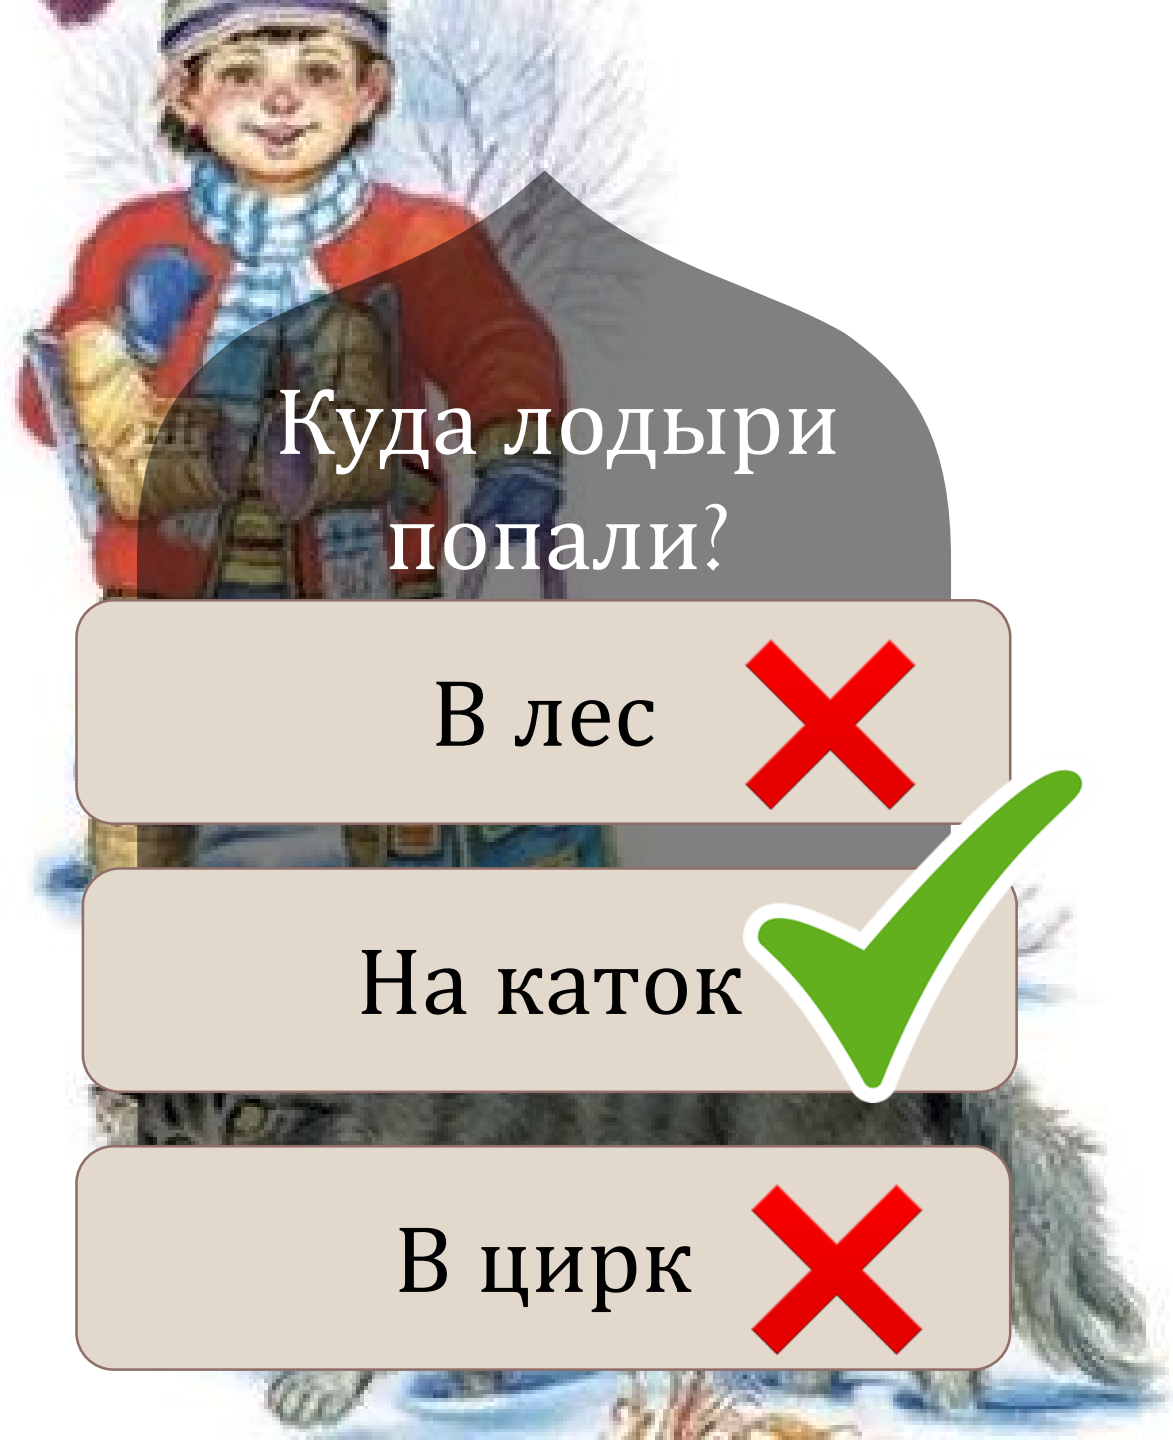 Куда лодыри
попали?
В лес
На каток
В цирк